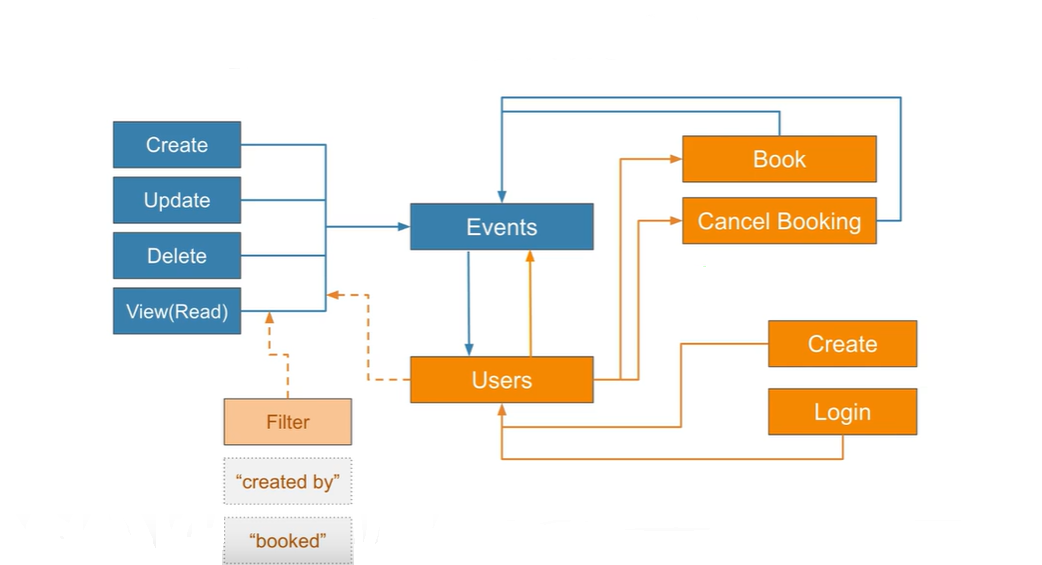 Create
Update
Delete
View(Read)
Events
Users
Book
Cancel Booking
Create
Login
Filter
“created by”
“booked”